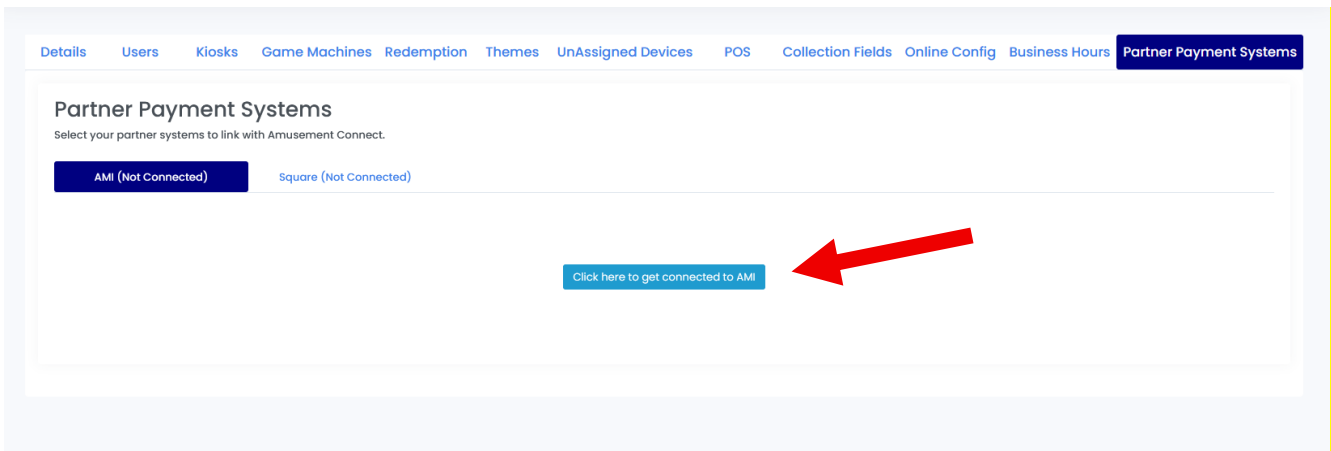 Details Users Kiosks Game Machines Redemption Themes UnAssigned Devices POS Collection Fields Online Config Business Hours Partner Payment Systems
Partner Payment Systems
Select your partner systems to link with Amusement Connect.
AMI (Not Connected) Square (Not Connected)
Click here to get connected to AMI